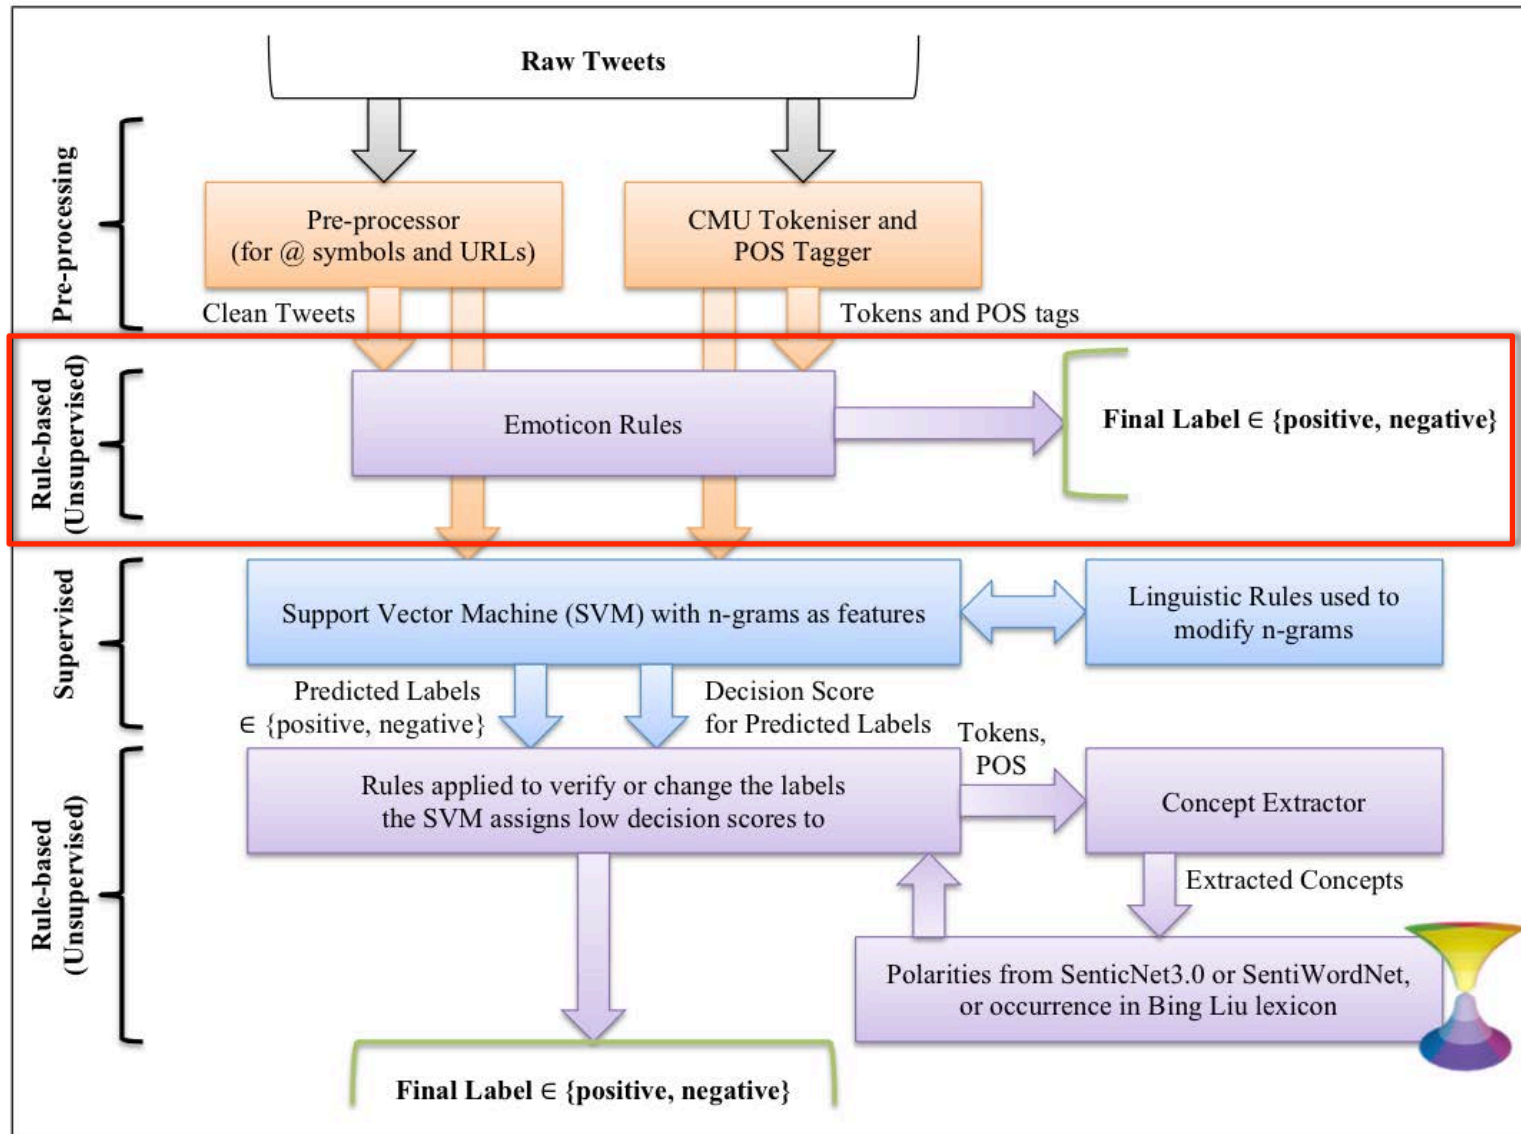 Raw Tweets
Pre-processing
Pre-processor
(for @ symbols and URLs)
CMU Tokeniser and
POS Tagger
Clean Tweets
Tokens and POS tags
Rule-based
(Unsupervised)
Emoticon Rules
Final Label ∈ {positive, negative}
Supervised
Support Vector Machine (SVM) with n-grams as features
Linguistic Rules used to
modify n-grams
Predicted Labels
∈ {positive, negative}
Decision Score
for Predicted Labels
Rule-based
(Unsupervised)
Rules applied to verify or change the labels
the SVM assigns low decision scores to
Tokens,
POS
Concept Extractor
Extracted Concepts
Polarities from SenticNet3.0 or SentiWordNet,
or occurrence in Bing Liu lexicon
Final Label ∈ {positive, negative}